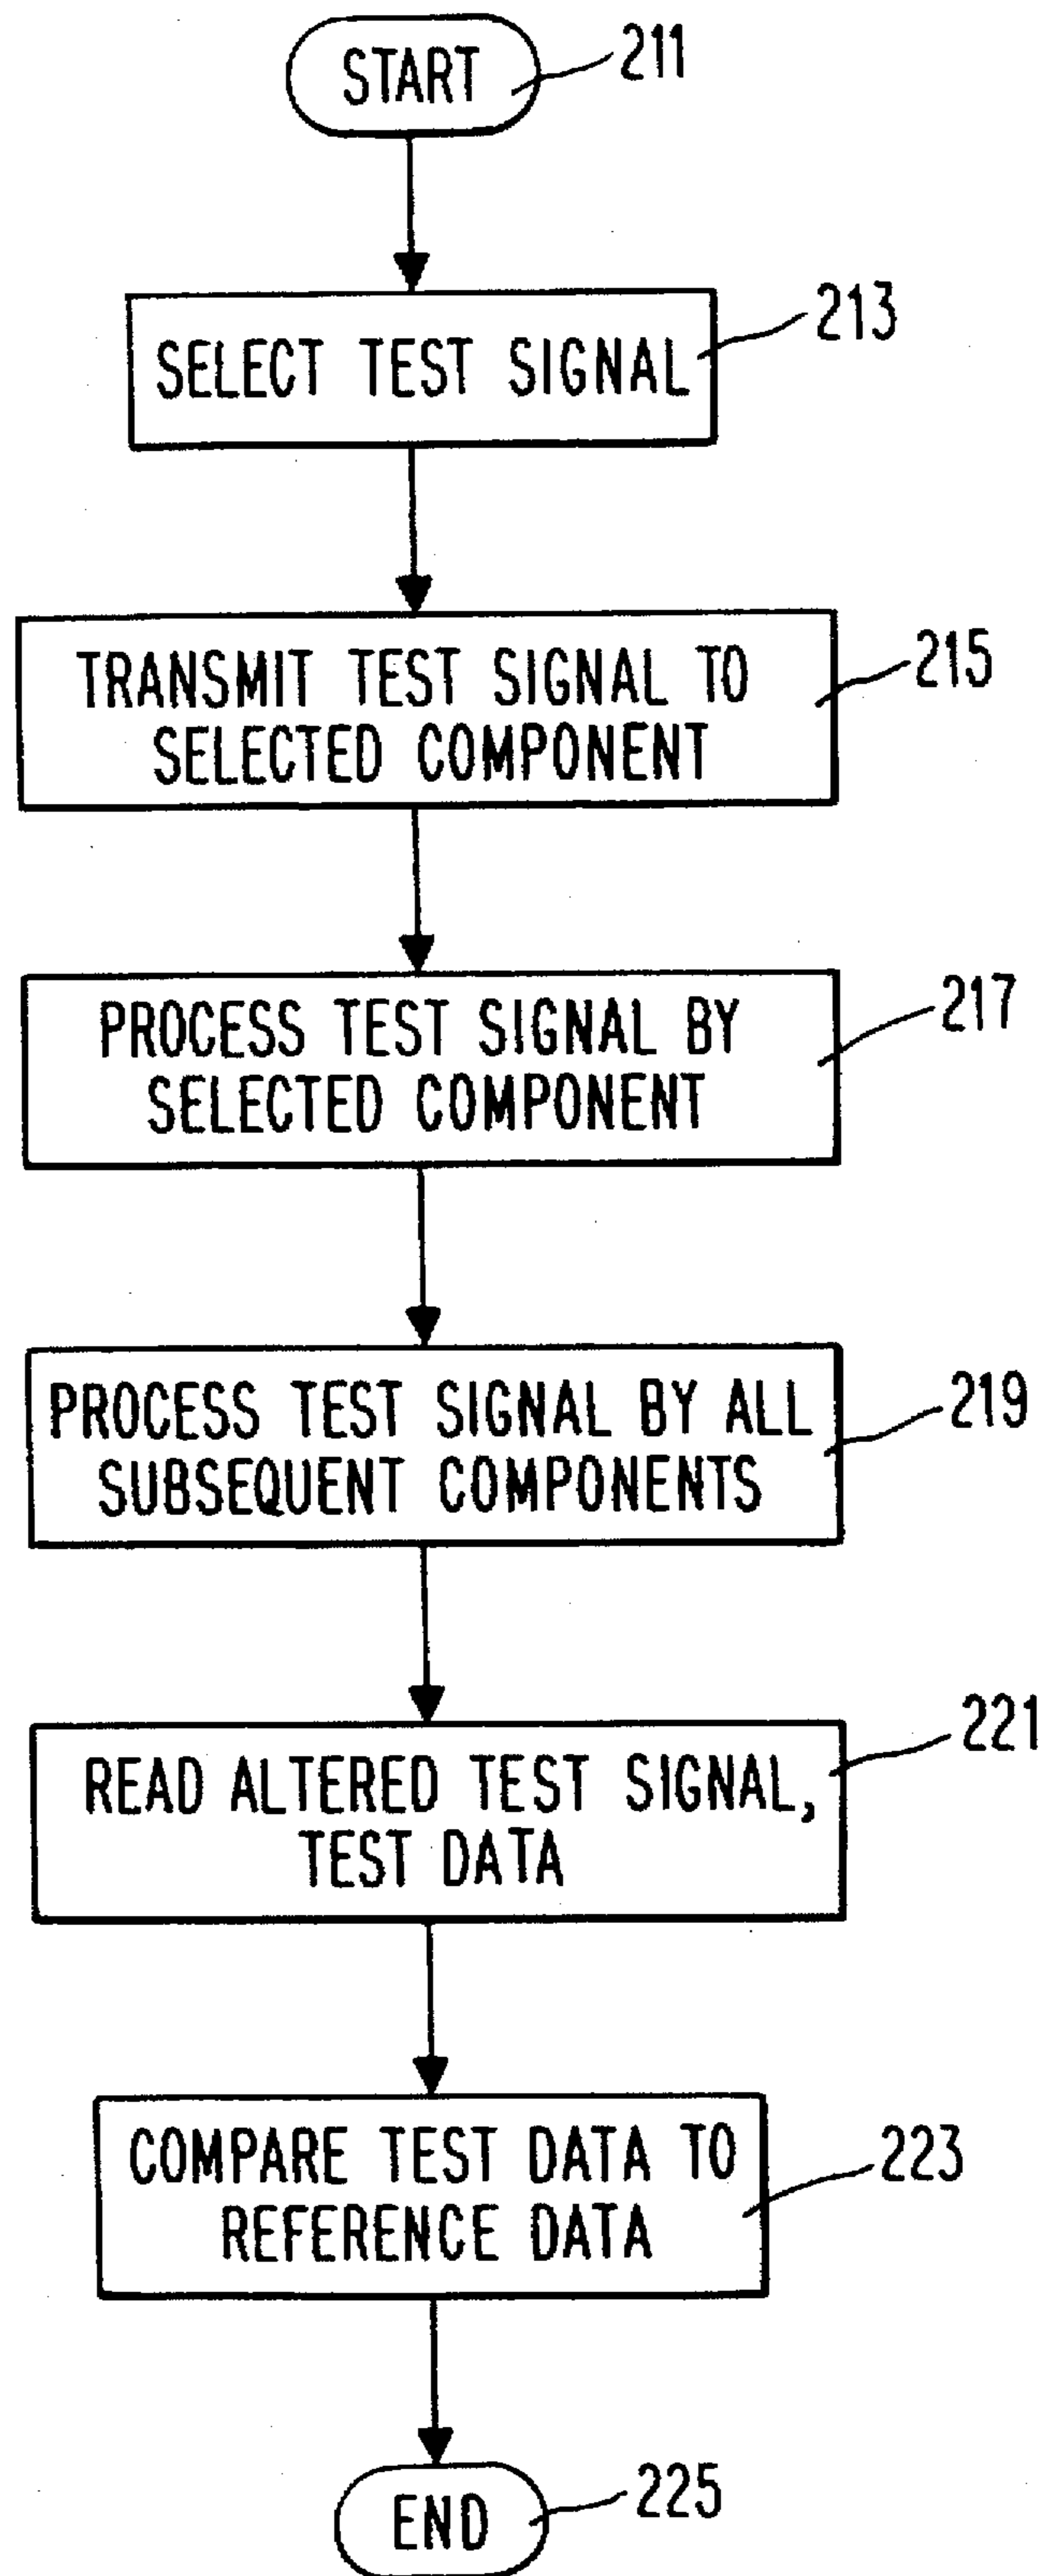 START
211
SELECT TEST SIGNAL
213
TRANSMIT TEST SIGNAL TO
SELECTED COMPONENT
215
PROCESS TEST SIGNAL BY
SELECTED COMPONENT
217
PROCESS TEST SIGNAL BY ALL
SUBSEQUENT COMPONENTS
219
READ ALTERED TEST SIGNAL,
TEST DATA
221
COMPARE TEST DATA TO
REFERENCE DATA
223
END
225